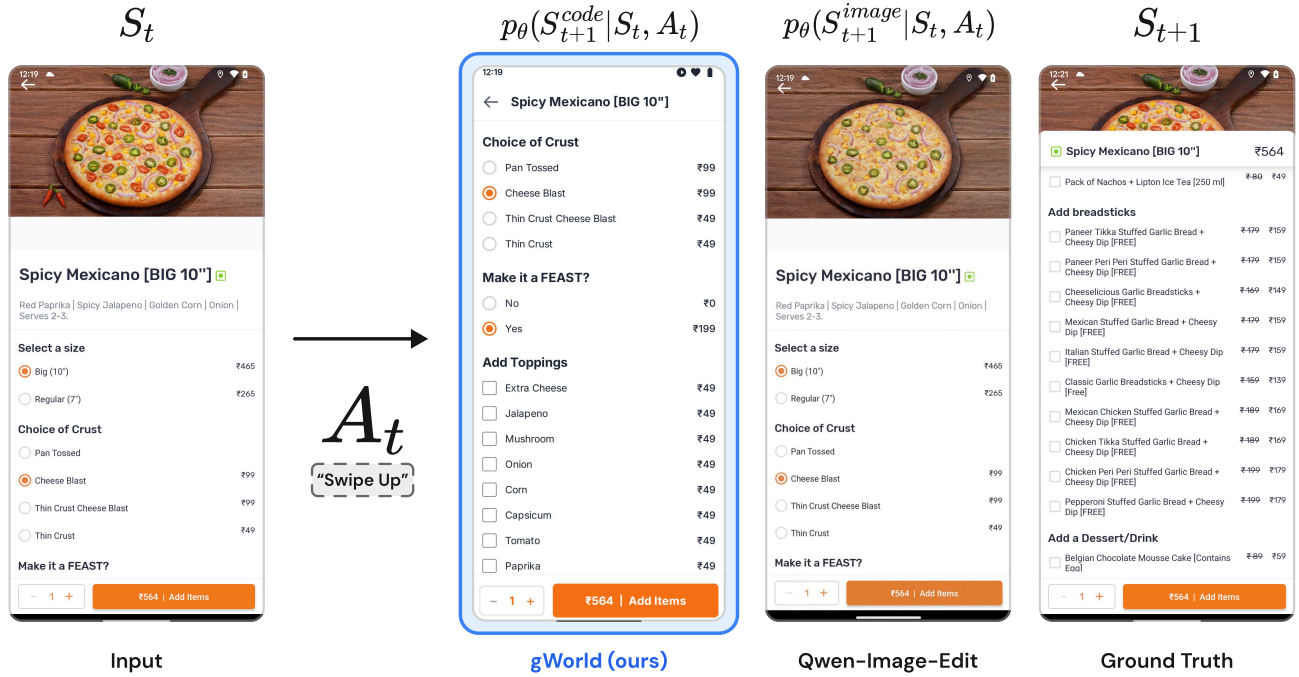 S_t
p_θ(S_{t+1}^{code}|S_t, A_t)
p_θ(S_{t+1}^{image}|S_t, A_t)
S_{t+1}
12:19
Spicy Mexicano [BIG 10"]
Red Paprika | Spicy Jalapeno | Golden Corn | Onion |
Serves 2-3.
Select a size
Big (10") ₹465
Regular (7") ₹265
Choice of Crust
Pan Tossed
Cheese Blast ₹99
Thin Crust Cheese Blast ₹99
Thin Crust ₹49
Make it a FEAST?
− 1 + ₹564 | Add Items
Input
A_t
“Swipe Up”
12:19
Spicy Mexicano [BIG 10"]
Choice of Crust
Pan Tossed ₹99
Cheese Blast ₹99
Thin Crust Cheese Blast ₹49
Thin Crust ₹49
Make it a FEAST?
No ₹0
Yes ₹199
Add Toppings
Extra Cheese ₹49
Jalapeno ₹49
Mushroom ₹49
Onion ₹49
Corn ₹49
Capsicum ₹49
Tomato ₹49
Paprika ₹49
− 1 + ₹564 | Add Items
gWorld (ours)
12:19
Spicy Mexicano [BIG 10"]
Red Paprika | Spicy Jalapeno | Golden Corn | Onion |
Serves 2-3.
Select a size
Big (10") ₹465
Regular (7") ₹265
Choice of Crust
Pan Tossed
Cheese Blast ₹99
Thin Crust Cheese Blast ₹99
Thin Crust ₹49
Make it a FEAST?
− 1 + ₹564 | Add Items
Qwen-Image-Edit
12:21
Spicy Mexicano [BIG 10"] ₹564
Pack of Nachos + Lipton Ice Tea [250 ml] ₹80 ₹49
Add breadsticks
Paneer Tikka Stuffed Garlic Bread + ₹179 ₹159
Cheesy Dip [FREE]
Paneer Peri Peri Stuffed Garlic Bread + ₹179 ₹159
Cheesy Dip [FREE]
Cheeselicious Garlic Breadsticks + ₹169 ₹149
Cheesy Dip [FREE]
Mexican Stuffed Garlic Bread + Cheesy ₹179 ₹159
Dip [FREE]
Italian Stuffed Garlic Bread + Cheesy Dip ₹179 ₹159
[FREE]
Classic Garlic Breadsticks + Cheesy Dip ₹159 ₹139
[Free]
Mexican Chicken Stuffed Garlic Bread + ₹189 ₹169
Cheesy Dip [FREE]
Chicken Tikka Stuffed Garlic Bread + ₹189 ₹169
Cheesy Dip [FREE]
Chicken Peri Peri Stuffed Garlic Bread + ₹199 ₹179
Cheesy Dip [FREE]
Pepperoni Stuffed Garlic Bread + Cheesy ₹199 ₹179
Dip [FREE]
Add a Dessert/Drink
Belgian Chocolate Mousse Cake [Contains ₹89 ₹59
Egg]
− 1 + ₹564 | Add Items
Ground Truth